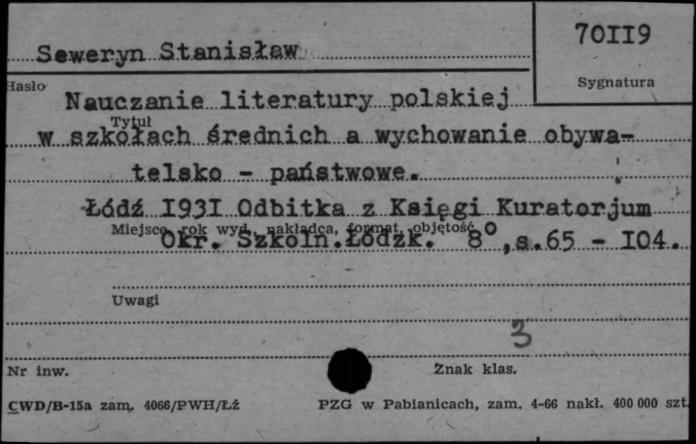 70II9
Seweryn Stanisław
Sygnatura
Hasło
Nauczanie literatury polskiej
Tytuł
w szkołach średnich a wychowanie obywa-
telsko - państwowe.
Łódź I93I Odbitka z Księgi Kuratorjum
Miejsce, rok wyd., nakładca, format, objętość
Okr. Szkoln.Łódzk. 8°,s.65 - I04.
Uwagi
3
Nr inw.
Znak klas.
CWD/B-15a zam. 4066/PWH/Łź
PZG w Pabianicach, zam. 4-66 nakł. 400 000 szt.